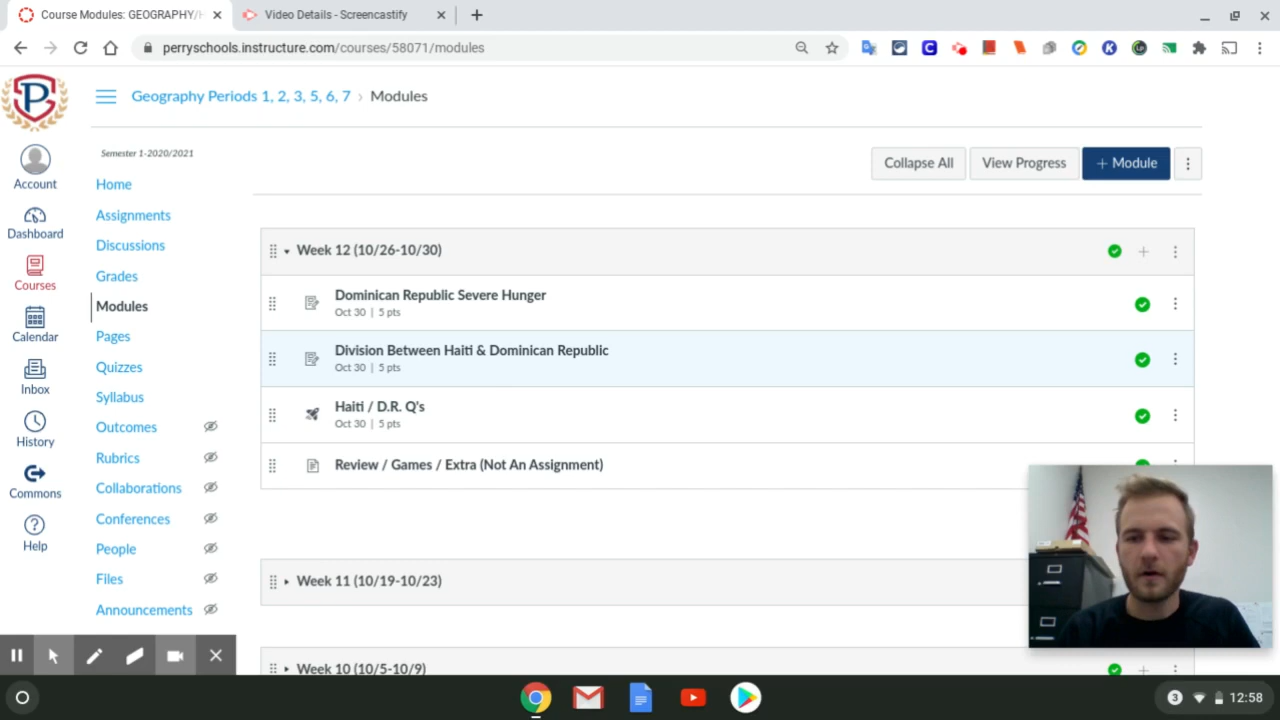 Course Modules: GEOGRAPHY/H
Video Details - Screencastify
perryschools.instructure.com/courses/58071/modules
P
Geography Periods 1, 2, 3, 5, 6, 7 › Modules
Semester 1-2020/2021
Collapse All
View Progress
+ Module
Account
Dashboard
Courses
Calendar
Inbox
History
Commons
Help
Home
Assignments
Discussions
Grades
Modules
Pages
Quizzes
Syllabus
Outcomes
Rubrics
Collaborations
Conferences
People
Files
Announcements
Week 12 (10/26-10/30)
Dominican Republic Severe Hunger
Oct 30 | 5 pts
Division Between Haiti & Dominican Republic
Oct 30 | 5 pts
Haiti / D.R. Q's
Oct 30 | 5 pts
Review / Games / Extra (Not An Assignment)
Week 11 (10/19-10/23)
Week 10 (10/5-10/9)
3
12:58